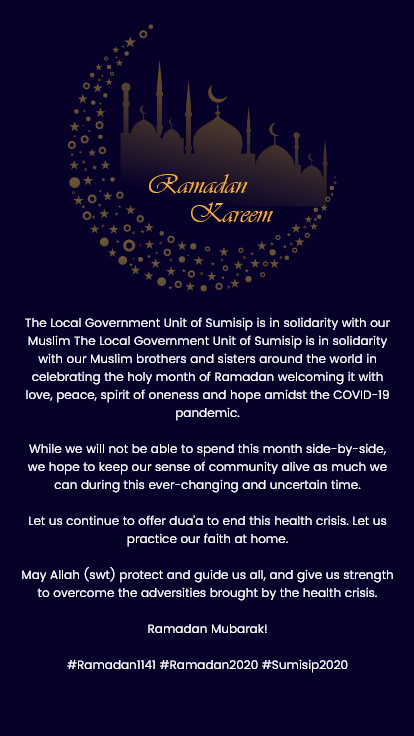 Ramadan
Kareem
The Local Government Unit of Sumisip is in solidarity with our
Muslim The Local Government Unit of Sumisip is in solidarity
with our Muslim brothers and sisters around the world in
celebrating the holy month of Ramadan welcoming it with
love, peace, spirit of oneness and hope amidst the COVID-19
pandemic.
While we will not be able to spend this month side-by-side,
we hope to keep our sense of community alive as much we
can during this ever-changing and uncertain time.
Let us continue to offer dua'a to end this health crisis. Let us
practice our faith at home.
May Allah (swt) protect and guide us all, and give us strength
to overcome the adversities brought by the health crisis.
Ramadan Mubarak!
#Ramadan1141 #Ramadan2020 #Sumisip2020